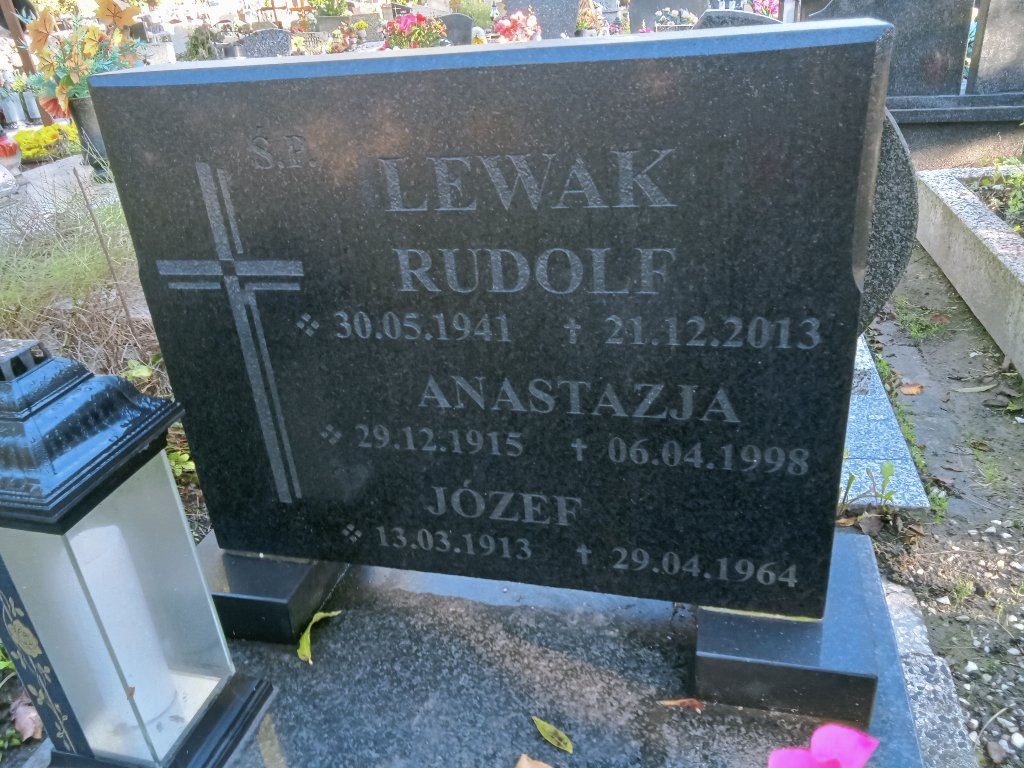 Ś.P.
LEWAK
RUDOLF
30.05.1941 † 21.12.2013
ANASTAZJA
29.12.1915 † 06.04.1998
JÓZEF
13.03.1913 † 29.04.1964